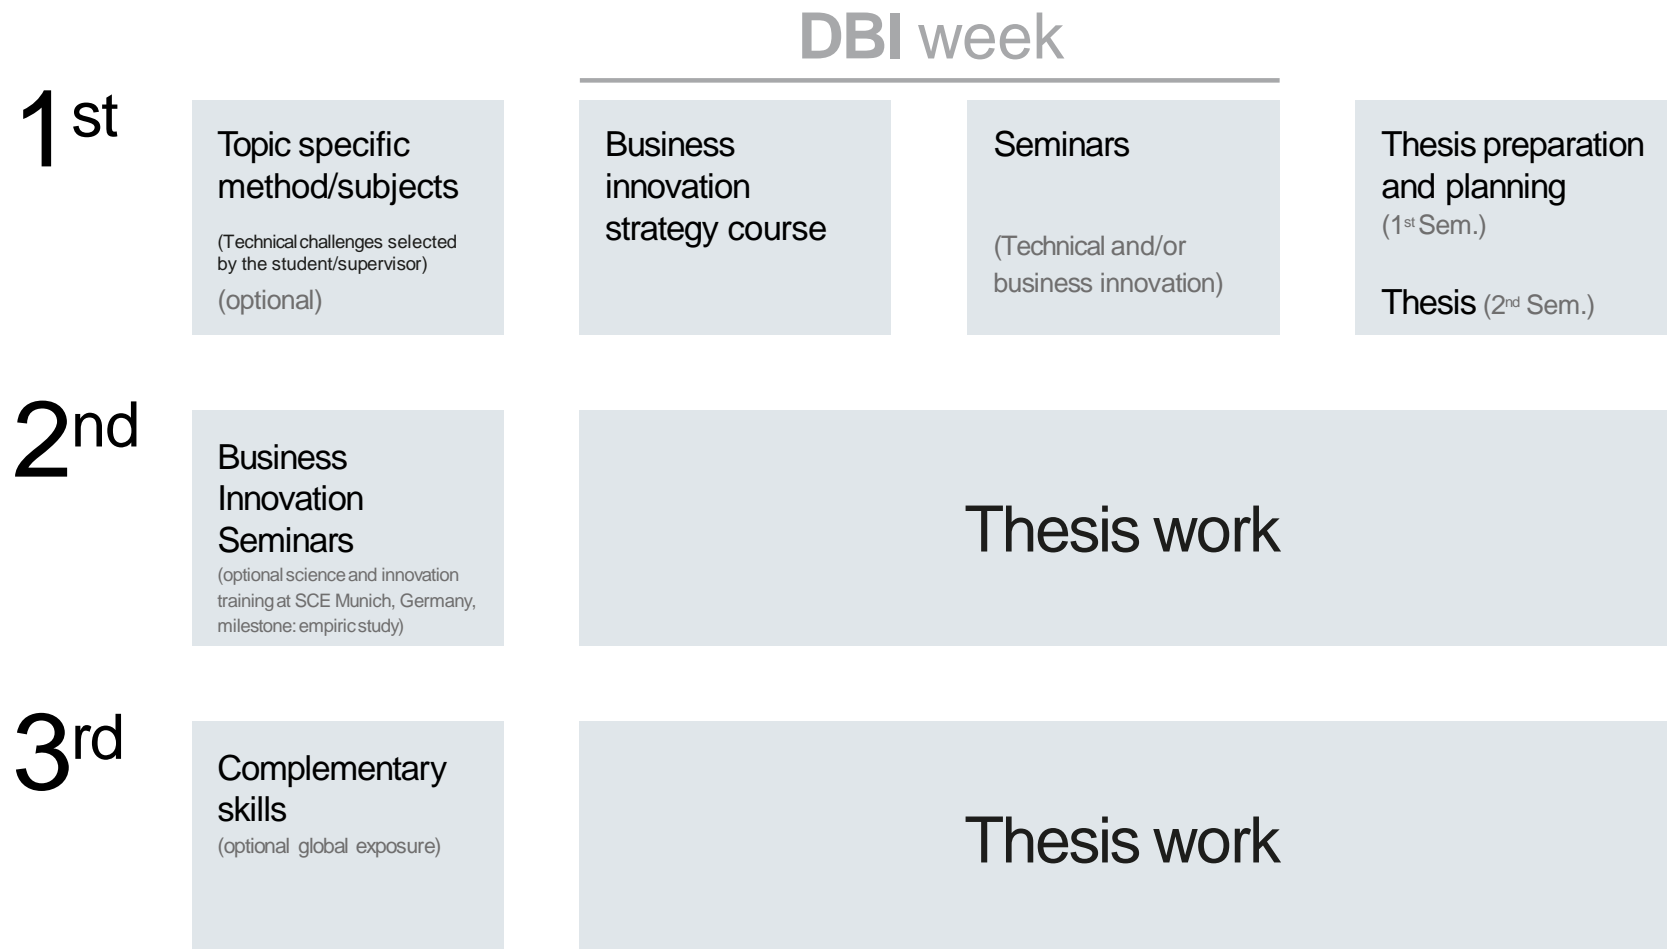 DBI week
1st
Topic specific
method/subjects
(Technical challenges selected
by the student/supervisor)
(optional)
Business
innovation
strategy course
Seminars
(Technical and/or
business innovation)
Thesis preparation
and planning
(1st Sem.)
Thesis (2nd Sem.)
2nd
Business
Innovation
Seminars
(optional science and innovation
training at SCE Munich, Germany,
milestone: empiric study)
Thesis work
3rd
Complementary
skills
(optional global exposure)
Thesis work